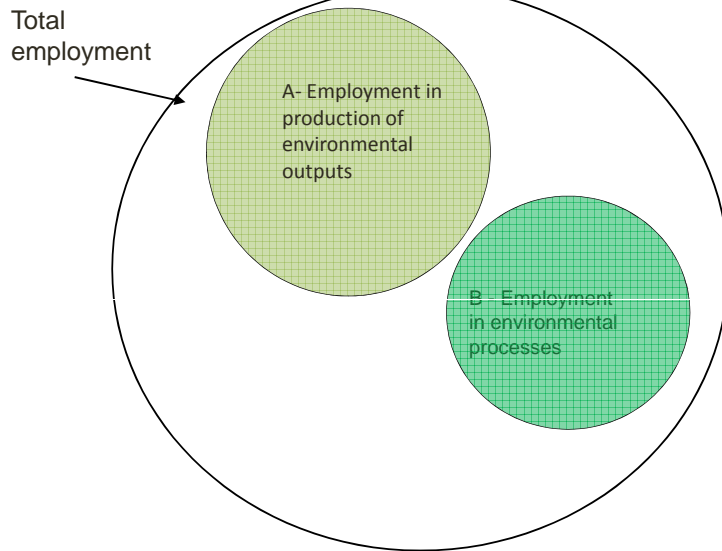 Total
employment
A- Employment in
production of
environmental
outputs
B - Employment
in environmental
processes